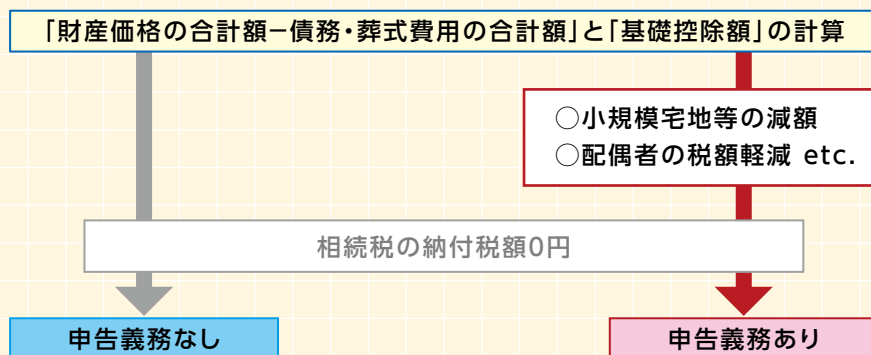 「財産価格の合計額−債務・葬式費用の合計額」と「基礎控除額」の計算
○小規模宅地等の減額
○配偶者の税額軽減 etc.
相続税の納付税額0円
申告義務なし
申告義務あり